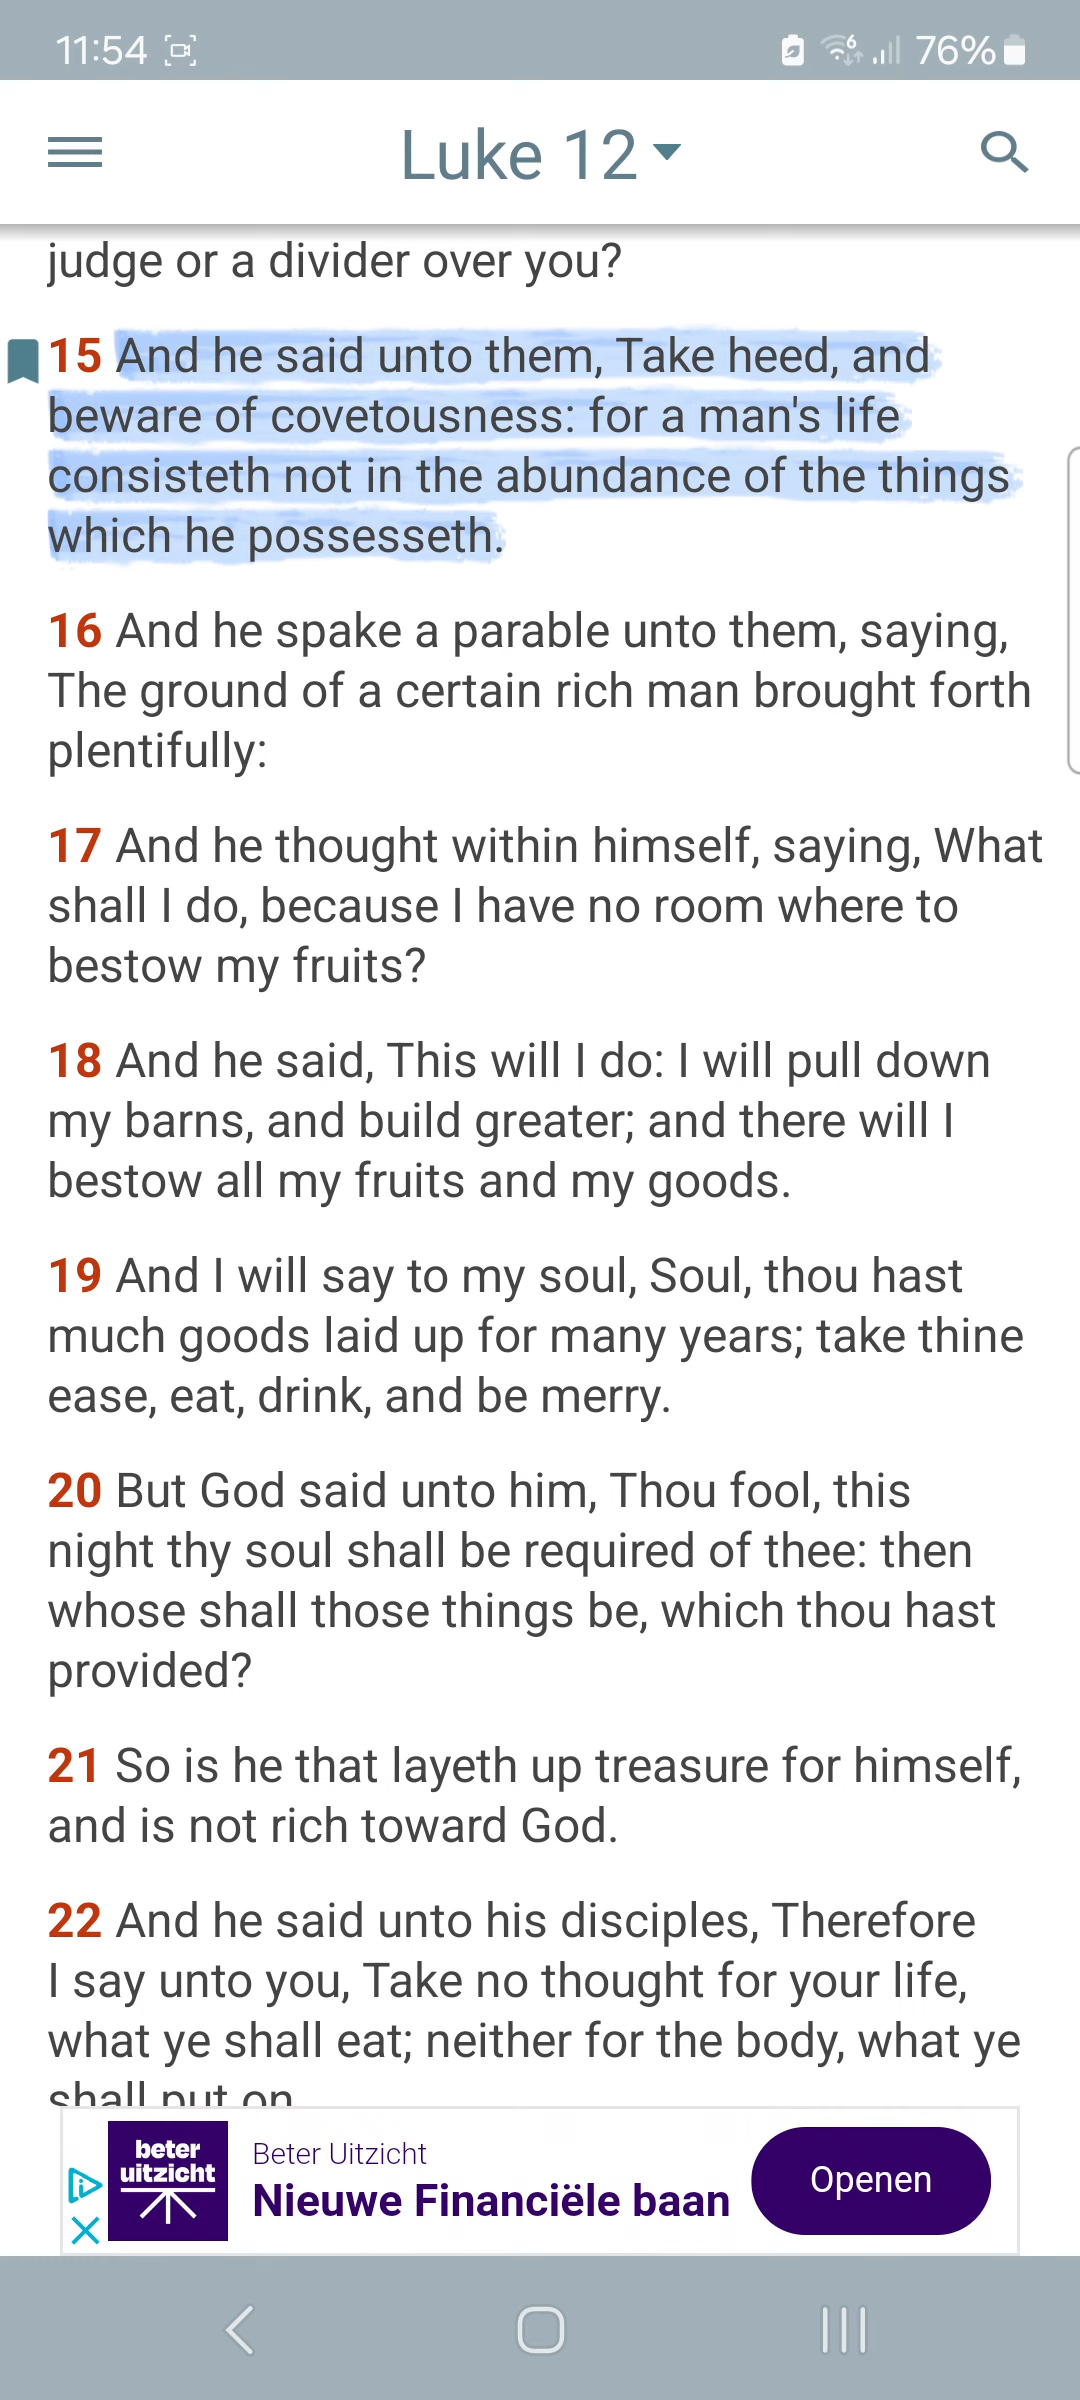 11:54
6
76%
Luke 12
judge or a divider over you?
15 And he said unto them, Take heed, and
beware of covetousness: for a man's life
consisteth not in the abundance of the things
which he possesseth.
16 And he spake a parable unto them, saying,
The ground of a certain rich man brought forth
plentifully:
17 And he thought within himself, saying, What
shall I do, because I have no room where to
bestow my fruits?
18 And he said, This will I do: I will pull down
my barns, and build greater; and there will I
bestow all my fruits and my goods.
19 And I will say to my soul, Soul, thou hast
much goods laid up for many years; take thine
ease, eat, drink, and be merry.
20 But God said unto him, Thou fool, this
night thy soul shall be required of thee: then
whose shall those things be, which thou hast
provided?
21 So is he that layeth up treasure for himself,
and is not rich toward God.
22 And he said unto his disciples, Therefore
I say unto you, Take no thought for your life,
what ye shall eat; neither for the body, what ye
shall put on
beter
uitzicht
Beter Uitzicht
Nieuwe Financiële baan
Openen